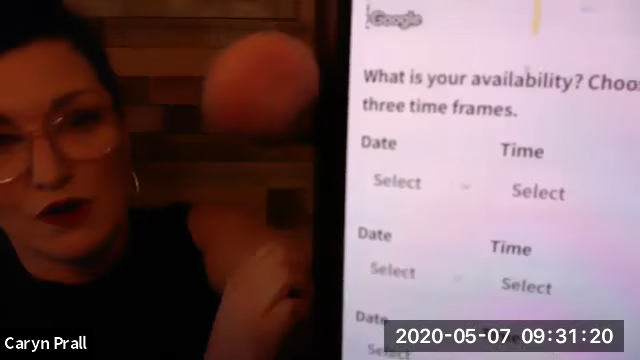 Google
What is your availability? Choo
three time frames.
Date Time
Select Select
Date Time
Select Select
Date
Select
Caryn Prall
2020-05-07 09:31:20